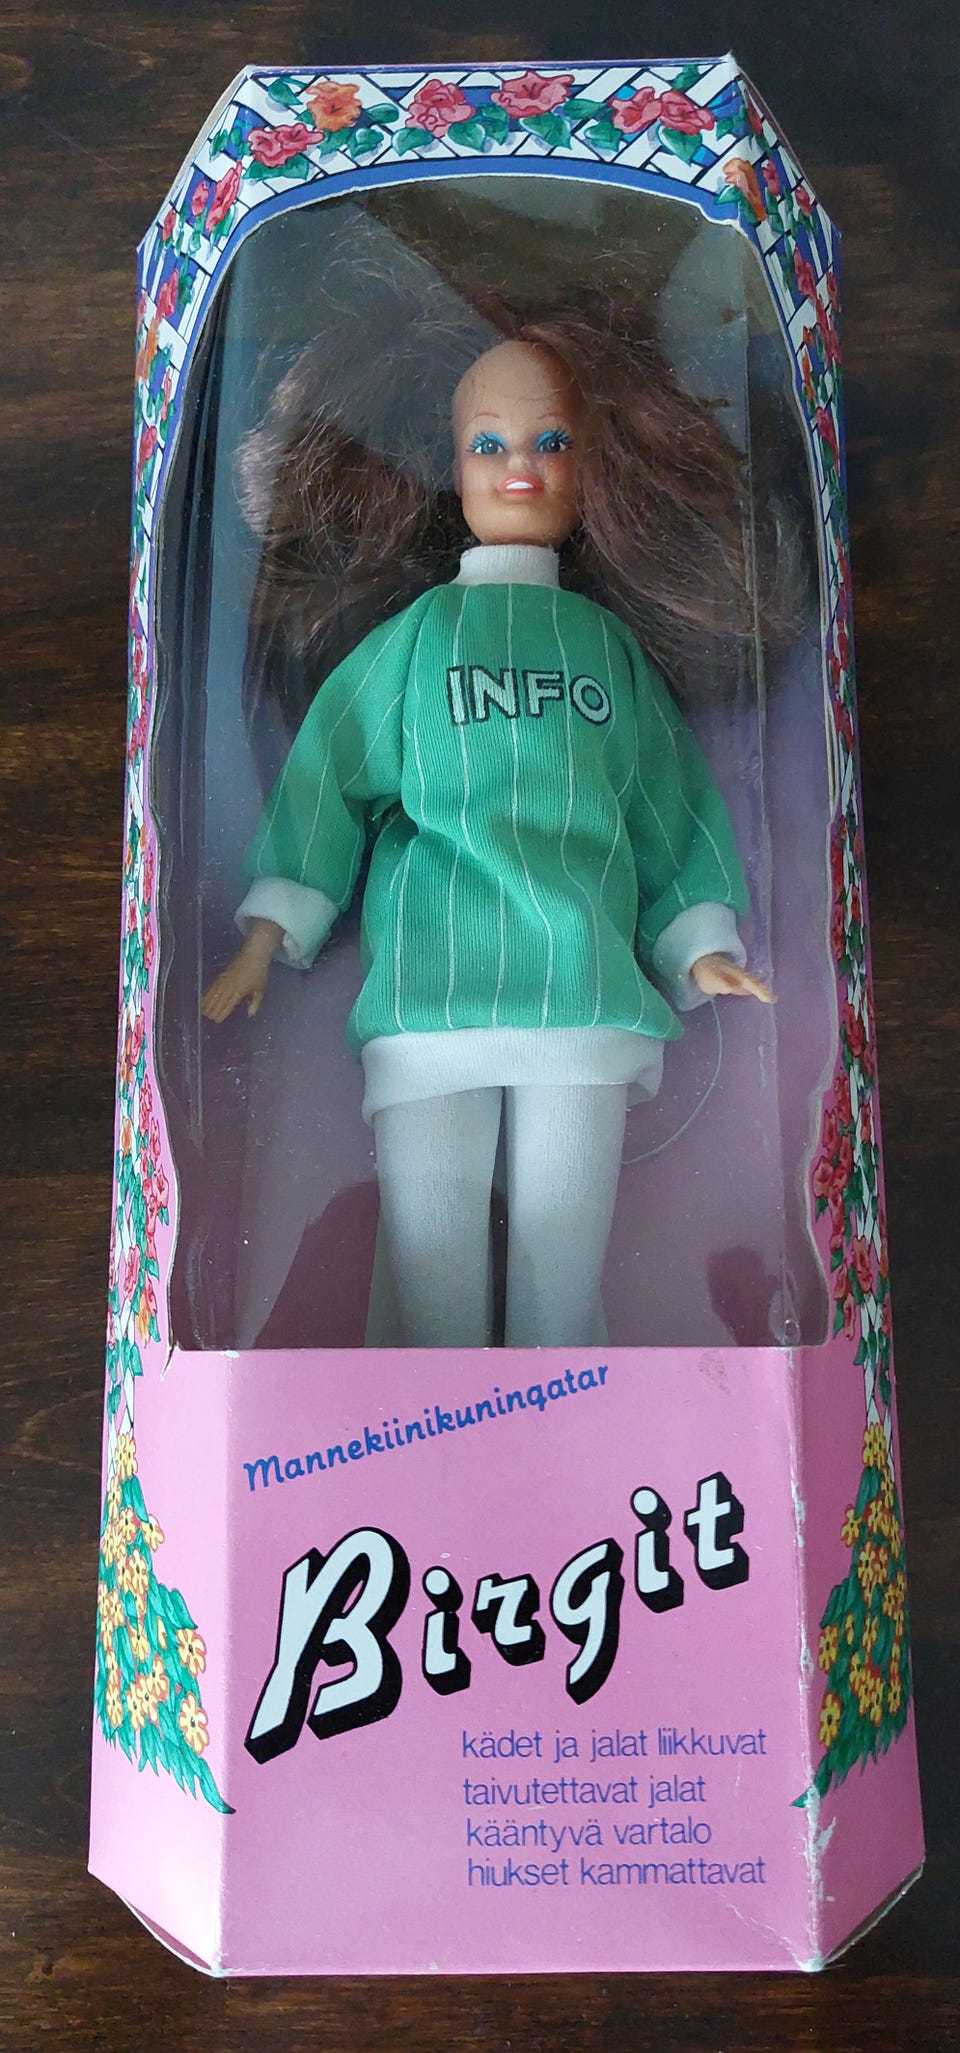 INFO
Mannekiinikuningatar
Birgit
kädet ja jalat liikkuvat
taivutettavat jalat
kääntyvä vartalo
hiukset kammattavat